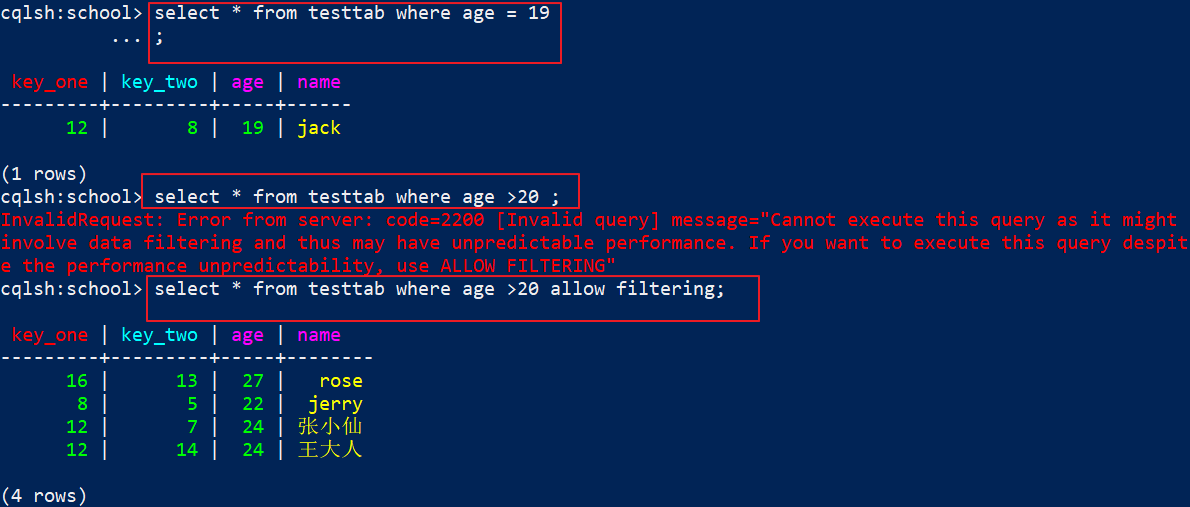 cqlsh:school> select * from testtab where age = 19
          ... ;
 key_one | key_two | age | name
---------+---------+-----+------
      12 |       8 |  19 | jack
(1 rows)
cqlsh:school> select * from testtab where age >20 ;
InvalidRequest: Error from server: code=2200 [Invalid query] message="Cannot execute this query as it might
involve data filtering and thus may have unpredictable performance. If you want to execute this query despit
e the performance unpredictability, use ALLOW FILTERING"
cqlsh:school> select * from testtab where age >20 allow filtering;
 key_one | key_two | age | name
---------+---------+-----+--------
      16 |      13 |  27 |   rose
       8 |       5 |  22 |  jerry
      12 |       7 |  24 | 张小仙
      12 |      14 |  24 | 王大人
(4 rows)